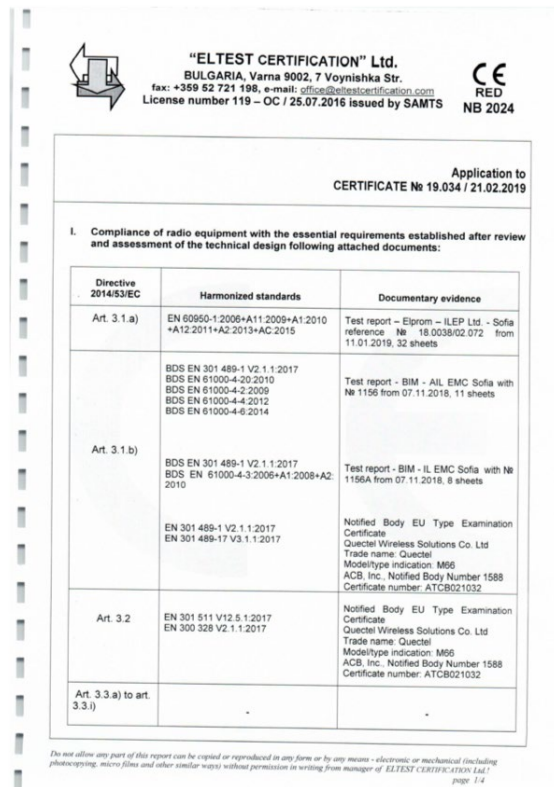 "ELTEST CERTIFICATION" Ltd.
BULGARIA, Varna 9002, 7 Voynishka Str.
fax: +359 52 721 198, e-mail: office@eltestcertification.com
License number 119 – OC / 25.07.2016 issued by SAMTS
CE
RED
NB 2024
Application to
CERTIFICATE № 19.034 / 21.02.2019
I. Compliance of radio equipment with the essential requirements established after review
and assessment of the technical design following attached documents:
Directive
2014/53/EC
Harmonized standards
Documentary evidence
Art. 3.1.a)
EN 60950-1:2006+A11:2009+A1:2010
+A12:2011+A2:2013+AC:2015
Test report – Elprom – ILEP Ltd. - Sofia
reference № 18.0038/02.072 from
11.01.2019, 32 sheets
Art. 3.1.b)
BDS EN 301 489-1 V2.1.1:2017
BDS EN 61000-4-20:2010
BDS EN 61000-4-2:2009
BDS EN 61000-4-4:2012
BDS EN 61000-4-6:2014
Test report - BIM - AIL EMC Sofia with
№ 1156 from 07.11.2018, 11 sheets
BDS EN 301 489-1 V2.1.1:2017
BDS EN 61000-4-3:2006+A1:2008+A2:
2010
Test report - BIM - IL EMC Sofia with №
1156A from 07.11.2018, 8 sheets
EN 301 489-1 V2.1.1:2017
EN 301 489-17 V3.1.1:2017
Notified Body EU Type Examination
Certificate
Quectel Wireless Solutions Co. Ltd
Trade name: Quectel
Model/type indication: M66
ACB, Inc., Notified Body Number 1588
Certificate number: ATCB021032
Art. 3.2
EN 301 511 V12.5.1:2017
EN 300 328 V2.1.1:2017
Notified Body EU Type Examination
Certificate
Quectel Wireless Solutions Co. Ltd
Trade name: Quectel
Model/type indication: M66
ACB, Inc., Notified Body Number 1588
Certificate number: ATCB021032
Art. 3.3.a) to art.
3.3.i)
-
-
Do not allow any part of this report can be copied or reproduced in any form or by any means - electronic or mechanical (including
photocopying, micro films and other similar ways) without permission in writing from manager of ELTEST CERTIFICATION Ltd.!
page 1/4